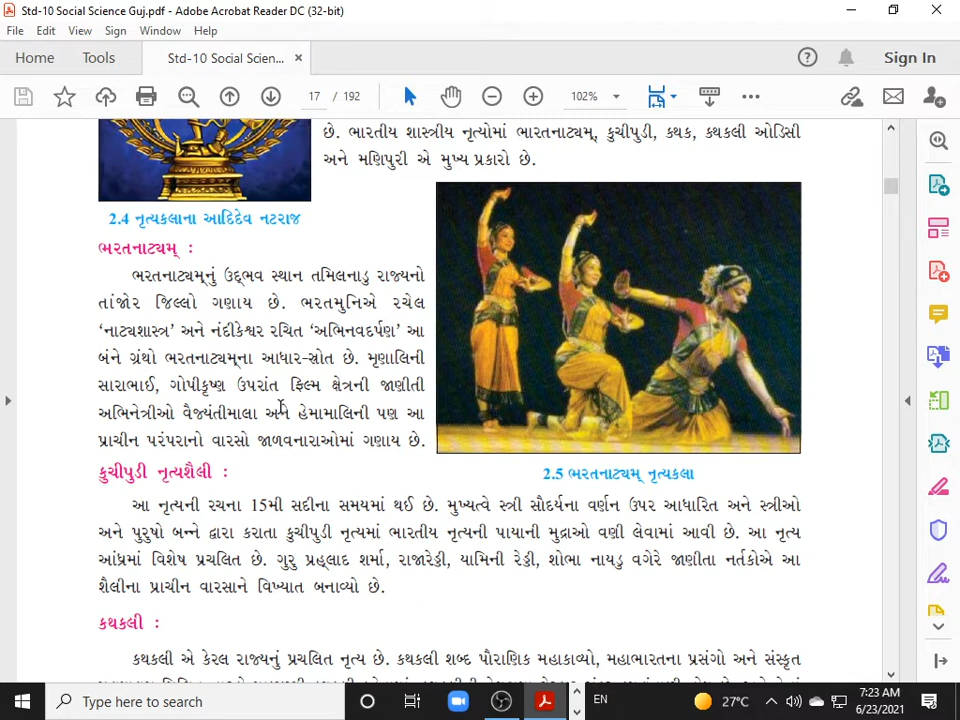 Std-10 Social Science Guj.pdf - Adobe Acrobat Reader DC (32-bit)
File Edit View Sign Window Help
Home Tools Std-10 Social Scien... × Sign In
17 / 192 102%
છે. ભારતીય શાસ્ત્રીય નૃત્યોમાં ભારતનાટ્યમ્, કુચીપુડી, કથક, કથકલી ઓડિસી
અને મણિપુરી એ મુખ્ય પ્રકારો છે.
2.4 નૃત્યકલાના આદિદેવ નટરાજ
ભરતનાટ્યમ્ :
ભરતનાટ્યમ્‌નું ઉદ્‌ભવ સ્થાન તમિલનાડુ રાજ્યનો
તાંજોર જિલ્લો ગણાય છે. ભરતમુનિએ રચેલ
‘નાટ્યશાસ્ત્ર’ અને નંદીકેશ્વર રચિત ‘અભિનવદર્પણ’ આ
બંને ગ્રંથો ભરતનાટ્યમ્‌ના આધાર-સ્રોત છે. મૃણાલિની
સારાભાઈ, ગોપીકૃષ્ણ ઉપરાંત ફિલ્મ ક્ષેત્રની જાણીતી
અભિનેત્રીઓ વૈજ્યંતીમાલા અને હેમામાલિની પણ આ
પ્રાચીન પરંપરાનો વારસો જાળવનારાઓમાં ગણાય છે.
2.5 ભરતનાટ્યમ્ નૃત્યકલા
કુચીપુડી નૃત્યશૈલી :
આ નૃત્યની રચના 15મી સદીના સમયમાં થઈ છે. મુખ્યત્વે સ્ત્રી સૌદર્યના વર્ણન ઉપર આધારિત અને સ્ત્રીઓ
અને પુરુષો બન્ને દ્વારા કરાતા કુચીપુડી નૃત્યમાં ભારતીય નૃત્યની પાયાની મુદ્રાઓ વણી લેવામાં આવી છે. આ નૃત્ય
આંધ્રમાં વિશેષ પ્રચલિત છે. ગુરુ પ્રહ્‌લાદ શર્મા, રાજારેડ્ડી, યામિની રેડ્ડી, શોભા નાયડુ વગેરે જાણીતા નર્તકોએ આ
શૈલીના પ્રાચીન વારસાને વિખ્યાત બનાવ્યો છે.
કથકલી :
કથકલી એ કેરલ રાજ્યનું પ્રચલિત નૃત્ય છે. કથકલી શબ્દ પૌરાણિક મહાકાવ્યો, મહાભારતના પ્રસંગો અને સંસ્કૃત
Type here to search EN 27°C 7:23 AM
6/23/2021